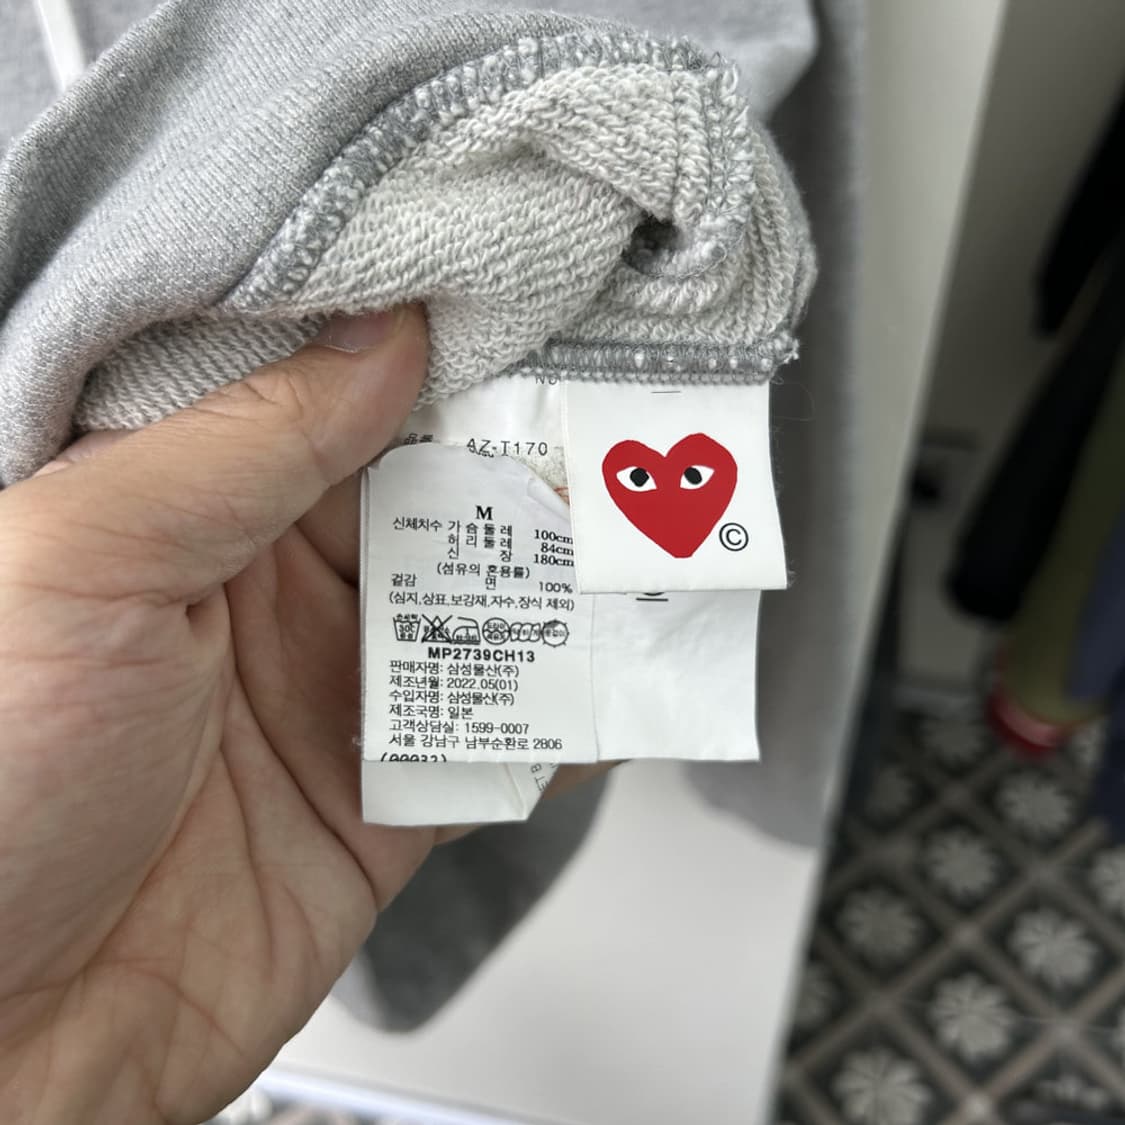 品番 AZ-T170
©
M
신체치수 가 슴 둘 레 100cm
허 리 둘 레 84cm
신 장 180cm
(섬유의 혼용률)
겉감 면 100%
(심지,상표,보강재,자수,장식 제외)
MP2739CH13
판매자명: 삼성물산(주)
제조년월: 2022.05(01)
수입자명: 삼성물산(주)
제조국명: 일본
고객상담실: 1599-0007
서울 강남구 남부순환로 2806
(00032)